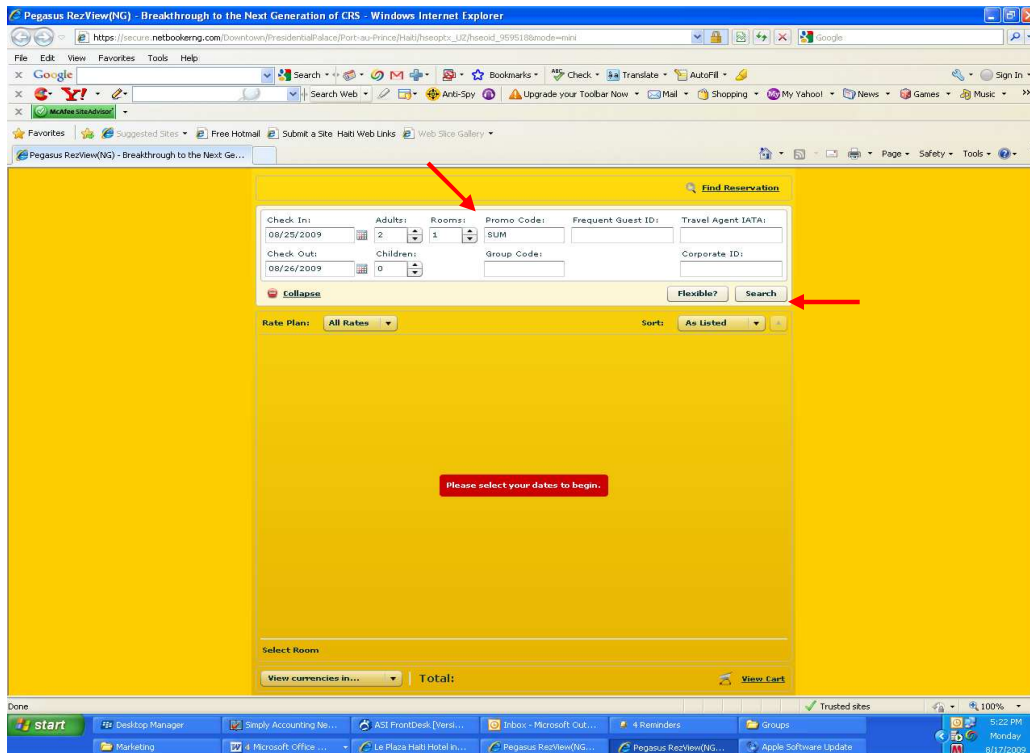 Pegasus RezView(NG) - Breakthrough to the Next Generation of CRS - Windows Internet Explorer
https://secure.netbookerng.com/Downtown/PresidentialPalace/Port-au-Prince/Haiti/hseoptx_UZ/hseoid_959518&mode=mini
Google
File Edit View Favorites Tools Help
x Google Search Bookmarks Check Translate AutoFill Sign In
x Y! Search Web Anti-Spy Upgrade your Toolbar Now Mail Shopping My Yahoo! News Games Music »
x McAfee SiteAdvisor
Favorites Suggested Sites Free Hotmail Submit a Site Haiti Web Links Web Slice Gallery
Pegasus RezView(NG) - Breakthrough to the Next Ge... Page Safety Tools
Find Reservation
Check In: Adults: Rooms: Promo Code: Frequent Guest ID: Travel Agent IATA:
08/25/2009 2 1 SUM
Check Out: Children: Group Code: Corporate ID:
08/26/2009 0
Collapse Flexible? Search
Rate Plan: All Rates Sort: As Listed
Please select your dates to begin.
Select Room
View currencies in... Total: View Cart
Done Trusted sites 100%
start Desktop Manager Simply Accounting Ne... ASI FrontDesk [Versi... Inbox - Microsoft Out... 4 Reminders Groups 5:22 PM
Marketing 4 Microsoft Office ... Le Plaza Haiti Hotel in... Pegasus RezView(NG... Pegasus RezView(NG... Apple Software Update Monday
8/17/2009